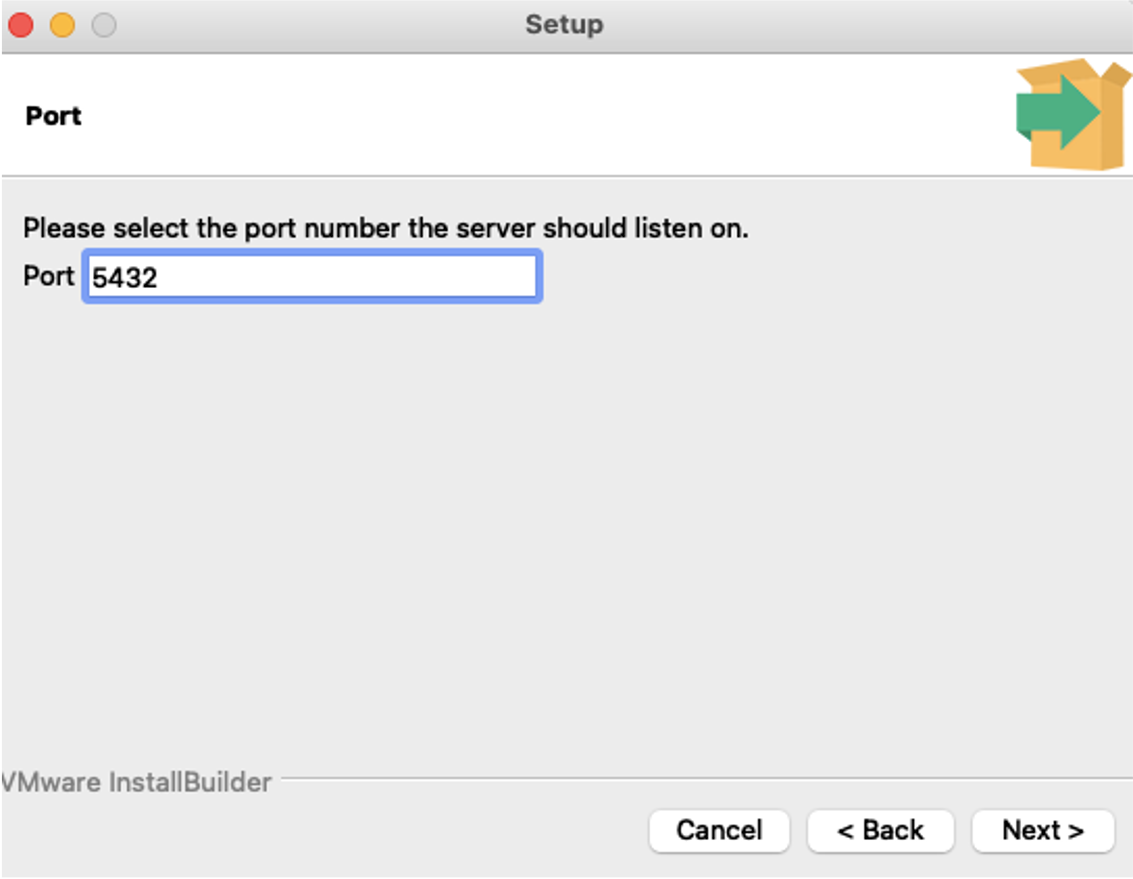 Setup
Port
Please select the port number the server should listen on.
Port 5432
VMware InstallBuilder
Cancel < Back Next >